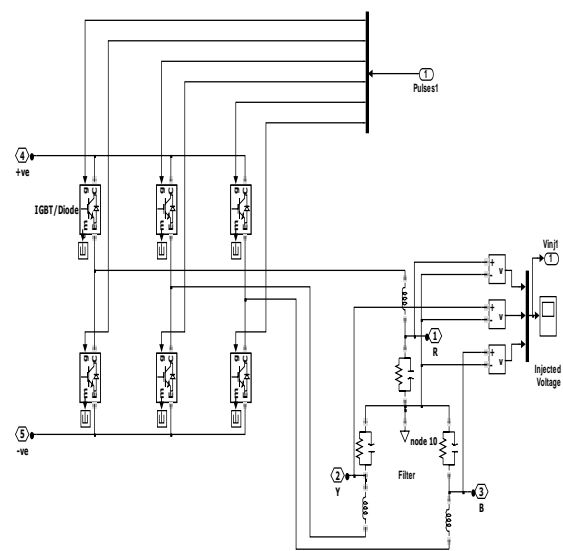 1
Pulses1
4
+ve
g C
g C
g C
IGBT/Diode
m E
m E
m E
Vinj1
1
+
v
-
+
v
-
1
R
g C
g C
g C
+
v
-
Injected
Voltage
m E
m E
m E
5
-ve
node 10
2
Y
Filter
3
B